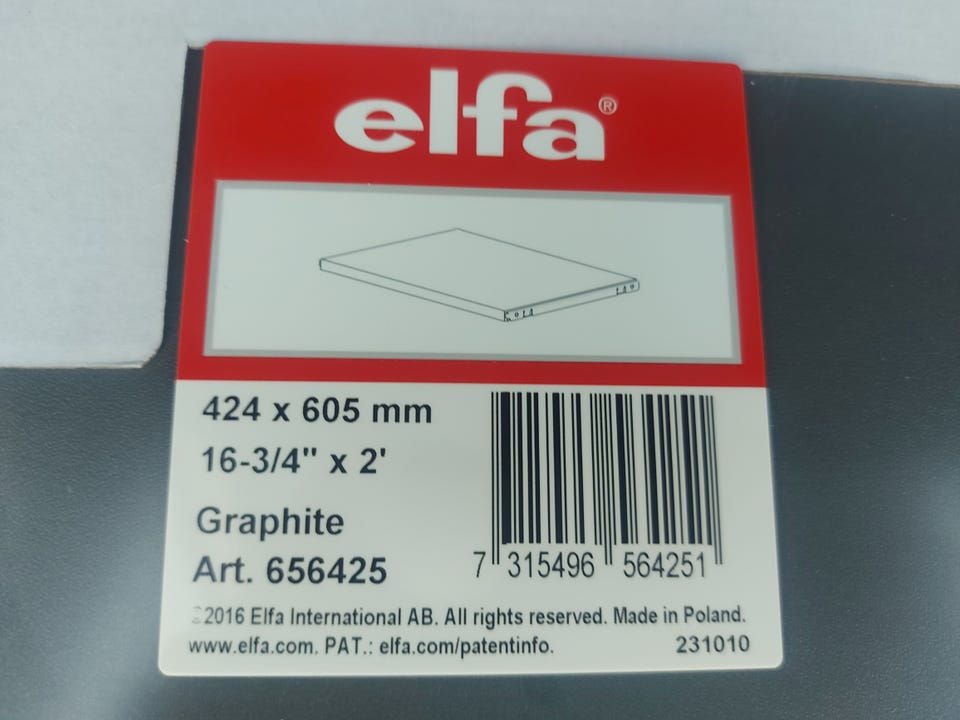 elfa®
424 x 605 mm
16-3/4" x 2'
Graphite
Art. 656425
7 315496 564251
©2016 Elfa International AB. All rights reserved. Made in Poland.
www.elfa.com. PAT.: elfa.com/patentinfo. 231010